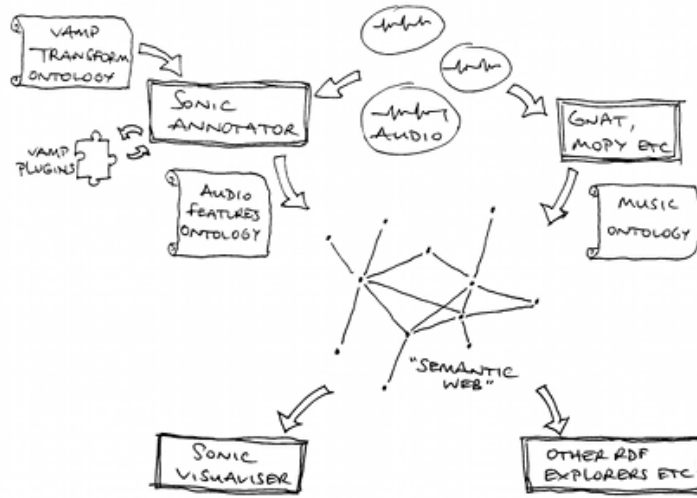 VAMP
TRANSFORM
ONTOLOGY
SONIC
ANNOTATOR
AUDIO
GNAT,
MOPY ETC
VAMP
PLUGINS
AUDIO
FEATURES
ONTOLOGY
MUSIC
ONTOLOGY
"SEMANTIC
WEB"
SONIC
VISUALISER
OTHER RDF
EXPLORERS ETC